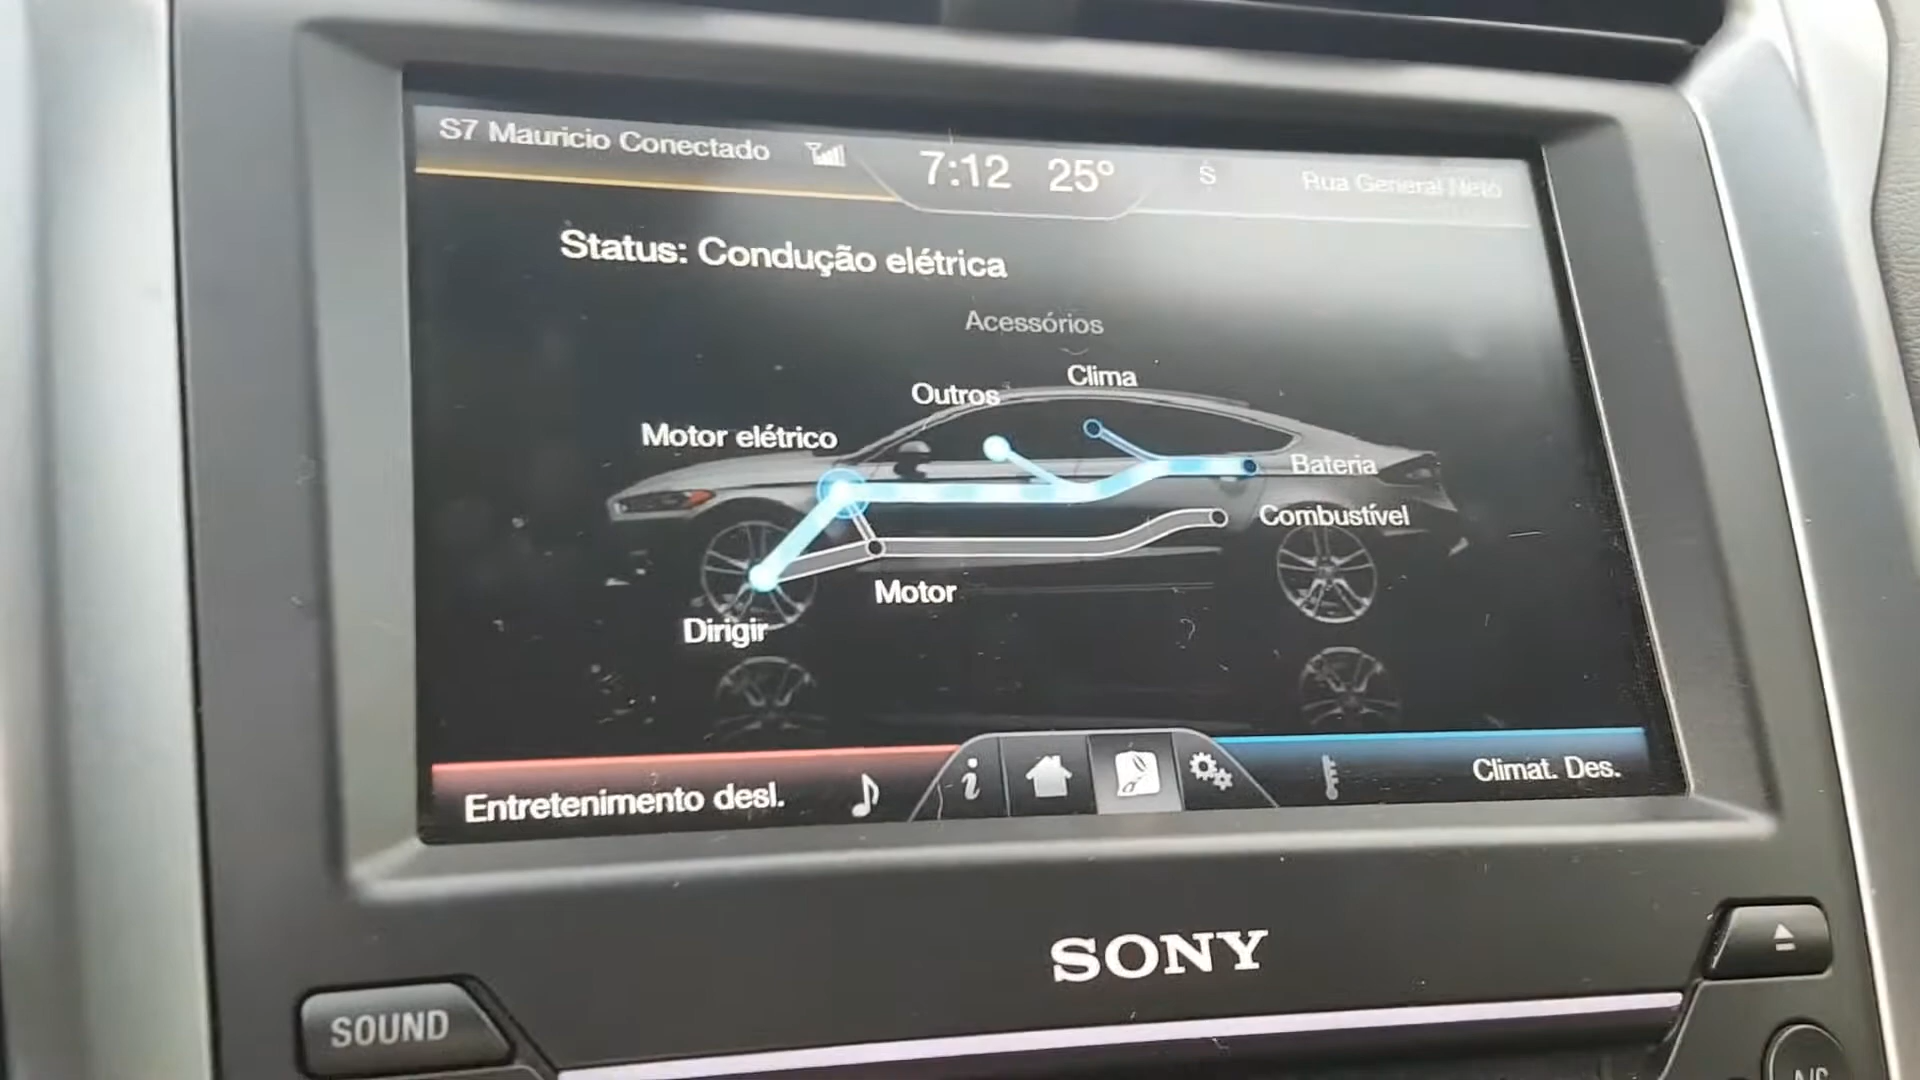 S7 Mauricio Conectado
7:12 25°
S
Rua General Neto
Status: Condução elétrica
Acessórios
Clima
Outros
Motor elétrico
Bateria
Combustível
Motor
Dirigir
Entretenimento desl.
i
Climat. Des.
SONY
SOUND